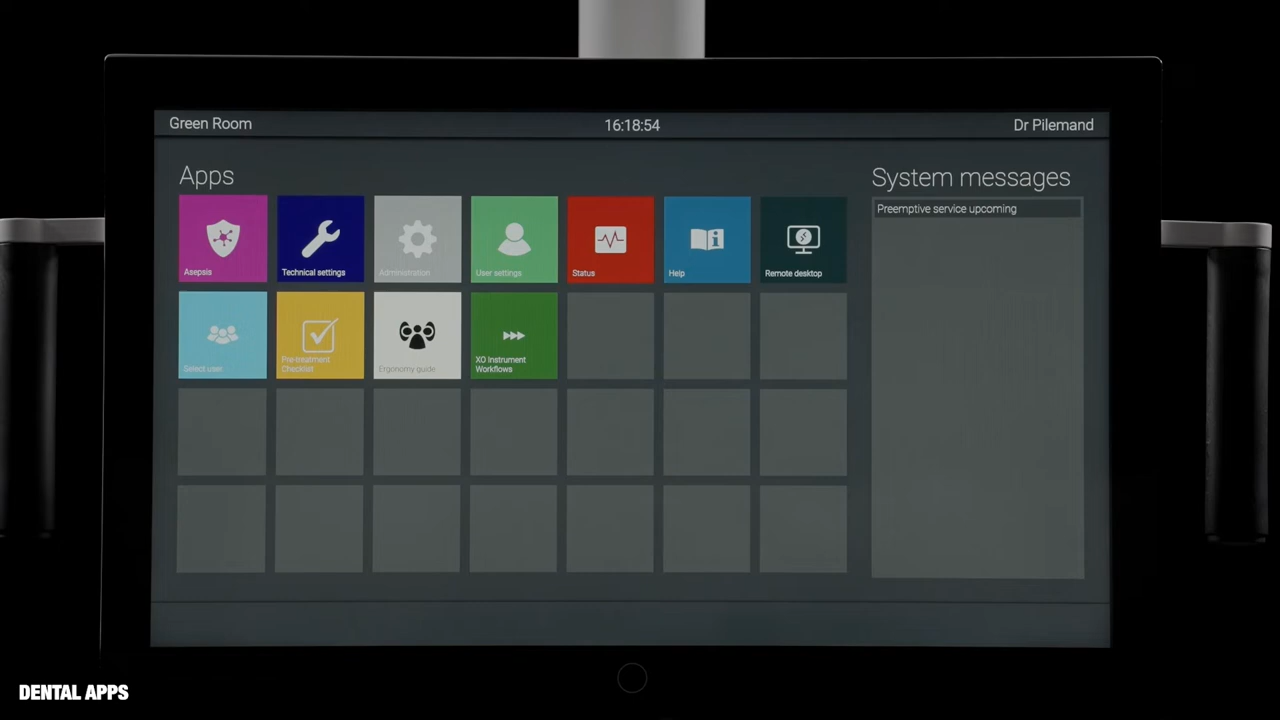 Green Room
16:18:54
Dr Pilemand
Apps
System messages
Preemptive service upcoming
Asepsis
Technical settings
Administration
User settings
Status
Help
Remote desktop
Select user
Pre-treatment
Checklist
Ergonomy guide
XO Instrument
Workflows
DENTAL APPS